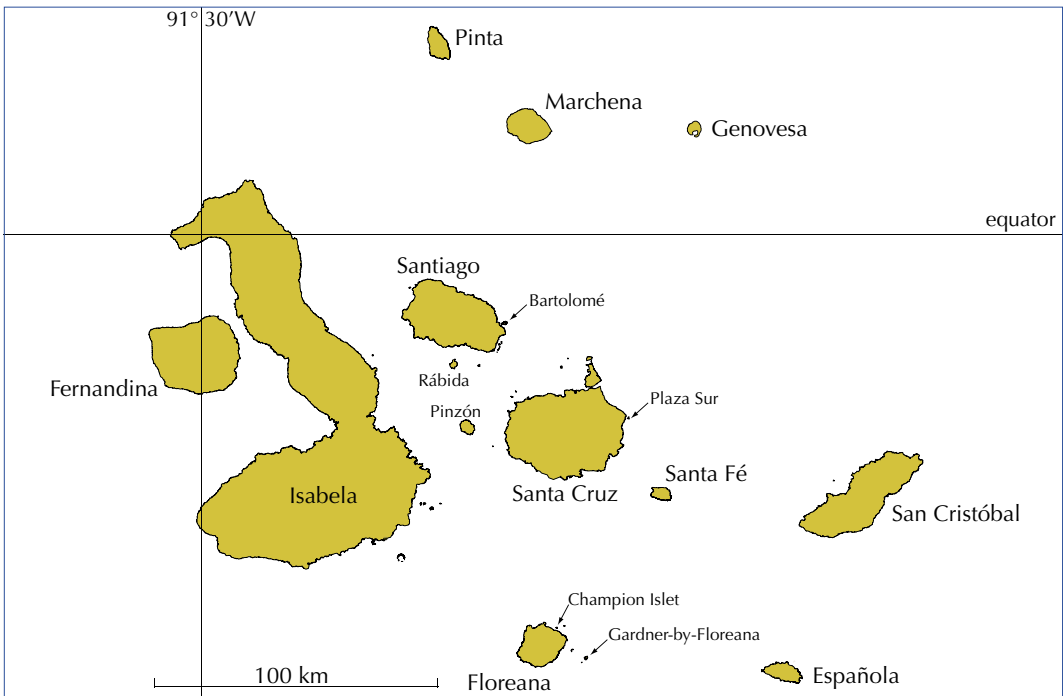 91° 30′W
Pinta
Marchena
Genovesa
equator
Santiago
Bartolomé
Rábida
Fernandina
Pinzón
Plaza Sur
Santa Fé
Isabela
Santa Cruz
San Cristóbal
Champion Islet
Gardner-by-Floreana
100 km
Floreana
Española